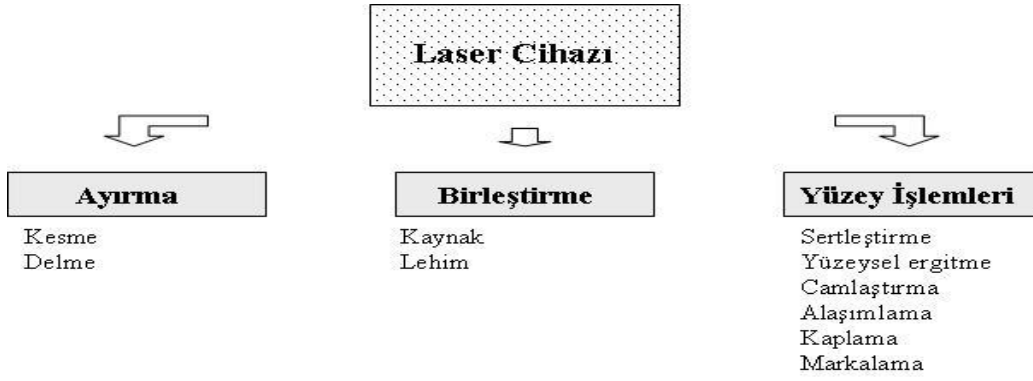 Laser Cihazı
Ayırma
Kesme
Delme
Birleştirme
Kaynak
Lehim
Yüzey İşlemleri
Sertleştirme
Yüzeysel ergitme
Camlaştırma
Alaşımlama
Kaplama
Markalama